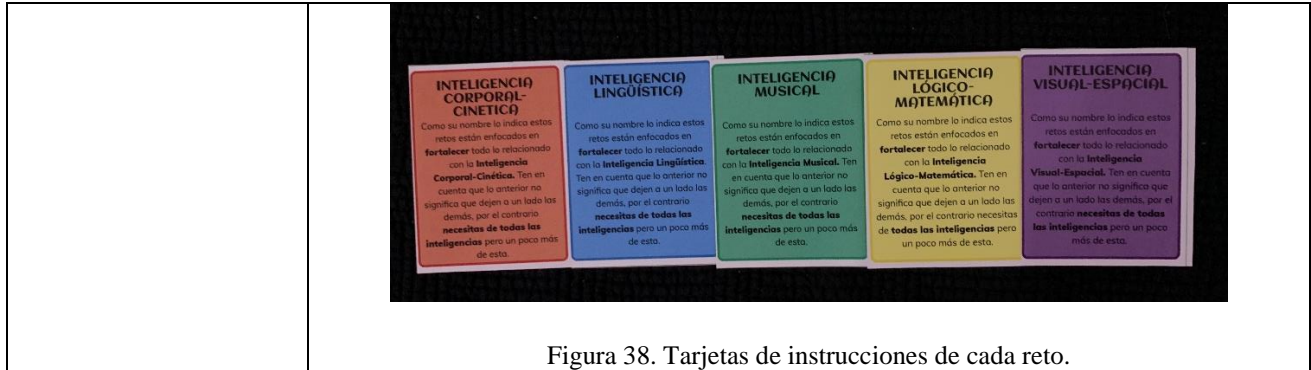 INTELIGENCIA
CORPORAL-
CINETICA
Como su nombre lo indica estos
retos están enfocados en
fortalecer todo lo relacionado
con la Inteligencia
Corporal-Cinética. Ten en
cuenta que lo anterior no
significa que dejen a un lado las
demás, por el contrario
necesitas de todas las
inteligencias pero un poco más
de esta.
INTELIGENCIA
LINGÜÍSTICA
Como su nombre lo indica estos
retos están enfocados en
fortalecer todo lo relacionado
con la Inteligencia Lingüística.
Ten en cuenta que lo anterior no
significa que dejen a un lado las
demás, por el contrario
necesitas de todas las
inteligencias pero un poco más
de esta.
INTELIGENCIA
MUSICAL
Como su nombre lo indica estos
retos están enfocados en
fortalecer todo lo relacionado
con la Inteligencia Musical. Ten
en cuenta que lo anterior no
significa que dejen a un lado las
demás, por el contrario
necesitas de todas las
inteligencias pero un poco más
de esta.
INTELIGENCIA
LÓGICO-
MATEMÁTICA
Como su nombre lo indica estos
retos están enfocados en
fortalecer todo lo relacionado
con la Inteligencia
Lógico-Matemática. Ten en
cuenta que lo anterior no
significa que dejen a un lado las
demás, por el contrario necesitas
de todas las inteligencias pero
un poco más de esta.
INTELIGENCIA
VISUAL-ESPACIAL
Como su nombre lo indica estos
retos están enfocados en
fortalecer todo lo relacionado
con la Inteligencia
Visual-Espacial. Ten en cuenta
que lo anterior no significa que
dejen a un lado las demás, por el
contrario necesitas de todas
las inteligencias pero un poco
más de esta.
Figura 38. Tarjetas de instrucciones de cada reto.